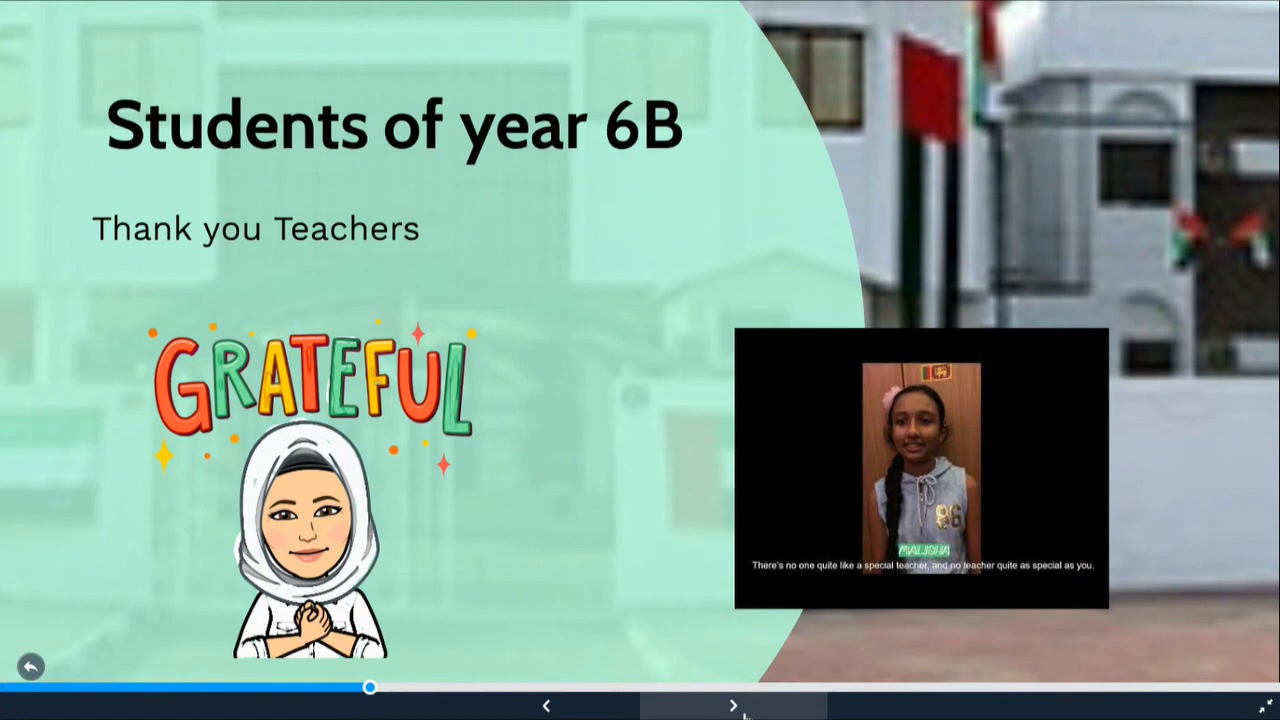 Students of year 6B
Thank you Teachers
GRATEFUL
86
MALISHA
There's no one quite like a special teacher, and no teacher quite as special as you.